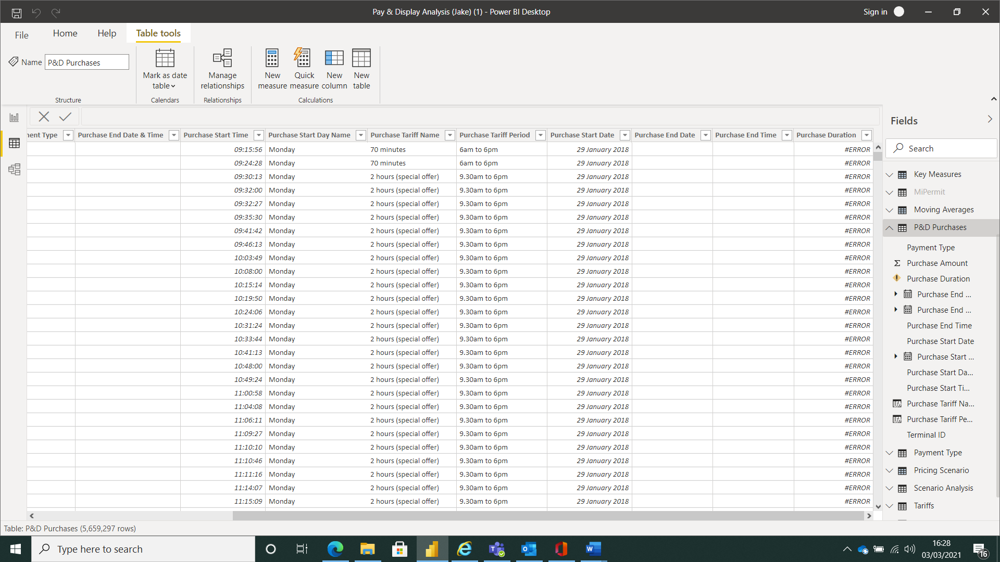 Pay & Display Analysis (Jake) (1) - Power BI Desktop
Sign in
File
Home
Help
Table tools
Name
P&D Purchases
Mark as date
table
Manage
relationships
New
measure
Quick
measure
New
column
New
table
Structure
Calendars
Relationships
Calculations
Fields
Search
Key Measures
MiPermit
Moving Averages
P&D Purchases
Payment Type
Purchase Amount
Purchase Duration
Purchase End ...
Purchase End ...
Purchase End Time
Purchase Start Date
Purchase Start ...
Purchase Start Da...
Purchase Start Ti...
Purchase Tariff Na...
Purchase Tariff Pe...
Terminal ID
Payment Type
Pricing Scenario
Scenario Analysis
Tariffs
nent Type Purchase End Date & Time Purchase Start Time Purchase Start Day Name Purchase Tariff Name Purchase Tariff Period Purchase Start Date Purchase End Date Purchase End Time Purchase Duration
09:15:56 Monday 70 minutes 6am to 6pm 29 January 2018 #ERROR
09:24:28 Monday 70 minutes 6am to 6pm 29 January 2018 #ERROR
09:30:13 Monday 2 hours (special offer) 9.30am to 6pm 29 January 2018 #ERROR
09:32:00 Monday 2 hours (special offer) 9.30am to 6pm 29 January 2018 #ERROR
09:32:27 Monday 2 hours (special offer) 9.30am to 6pm 29 January 2018 #ERROR
09:35:30 Monday 2 hours (special offer) 9.30am to 6pm 29 January 2018 #ERROR
09:41:42 Monday 2 hours (special offer) 9.30am to 6pm 29 January 2018 #ERROR
09:46:13 Monday 2 hours (special offer) 9.30am to 6pm 29 January 2018 #ERROR
10:03:49 Monday 2 hours (special offer) 9.30am to 6pm 29 January 2018 #ERROR
10:08:00 Monday 2 hours (special offer) 9.30am to 6pm 29 January 2018 #ERROR
10:15:14 Monday 2 hours (special offer) 9.30am to 6pm 29 January 2018 #ERROR
10:19:50 Monday 2 hours (special offer) 9.30am to 6pm 29 January 2018 #ERROR
10:24:06 Monday 2 hours (special offer) 9.30am to 6pm 29 January 2018 #ERROR
10:31:24 Monday 2 hours (special offer) 9.30am to 6pm 29 January 2018 #ERROR
10:33:44 Monday 2 hours (special offer) 9.30am to 6pm 29 January 2018 #ERROR
10:41:13 Monday 2 hours (special offer) 9.30am to 6pm 29 January 2018 #ERROR
10:48:00 Monday 2 hours (special offer) 9.30am to 6pm 29 January 2018 #ERROR
10:49:24 Monday 2 hours (special offer) 9.30am to 6pm 29 January 2018 #ERROR
11:00:58 Monday 2 hours (special offer) 9.30am to 6pm 29 January 2018 #ERROR
11:04:08 Monday 2 hours (special offer) 9.30am to 6pm 29 January 2018 #ERROR
11:06:11 Monday 2 hours (special offer) 9.30am to 6pm 29 January 2018 #ERROR
11:09:27 Monday 2 hours (special offer) 9.30am to 6pm 29 January 2018 #ERROR
11:10:10 Monday 2 hours (special offer) 9.30am to 6pm 29 January 2018 #ERROR
11:10:46 Monday 2 hours (special offer) 9.30am to 6pm 29 January 2018 #ERROR
11:11:16 Monday 2 hours (special offer) 9.30am to 6pm 29 January 2018 #ERROR
11:14:07 Monday 2 hours (special offer) 9.30am to 6pm 29 January 2018 #ERROR
11:15:09 Monday 2 hours (special offer) 9.30am to 6pm 29 January 2018 #ERROR
Table: P&D Purchases (5,659,297 rows)
Type here to search
16:28
03/03/2021
16